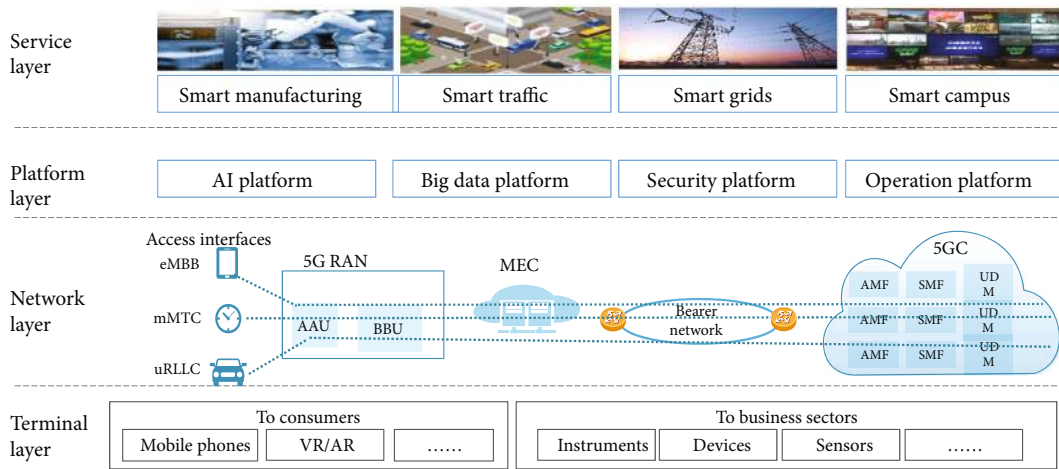 Service
layer
Smart manufacturing
Smart traffic
Smart grids
Smart campus
Platform
layer
AI platform
Big data platform
Security platform
Operation platform
Network
layer
Access interfaces
eMBB
mMTC
uRLLC
5G RAN
AAU
BBU
MEC
Bearer
network
5GC
AMF
SMF
UD
M
AMF
SMF
UD
M
AMF
SMF
UD
M
Terminal
layer
To consumers
Mobile phones
VR/AR
......
To business sectors
Instruments
Devices
Sensors
......